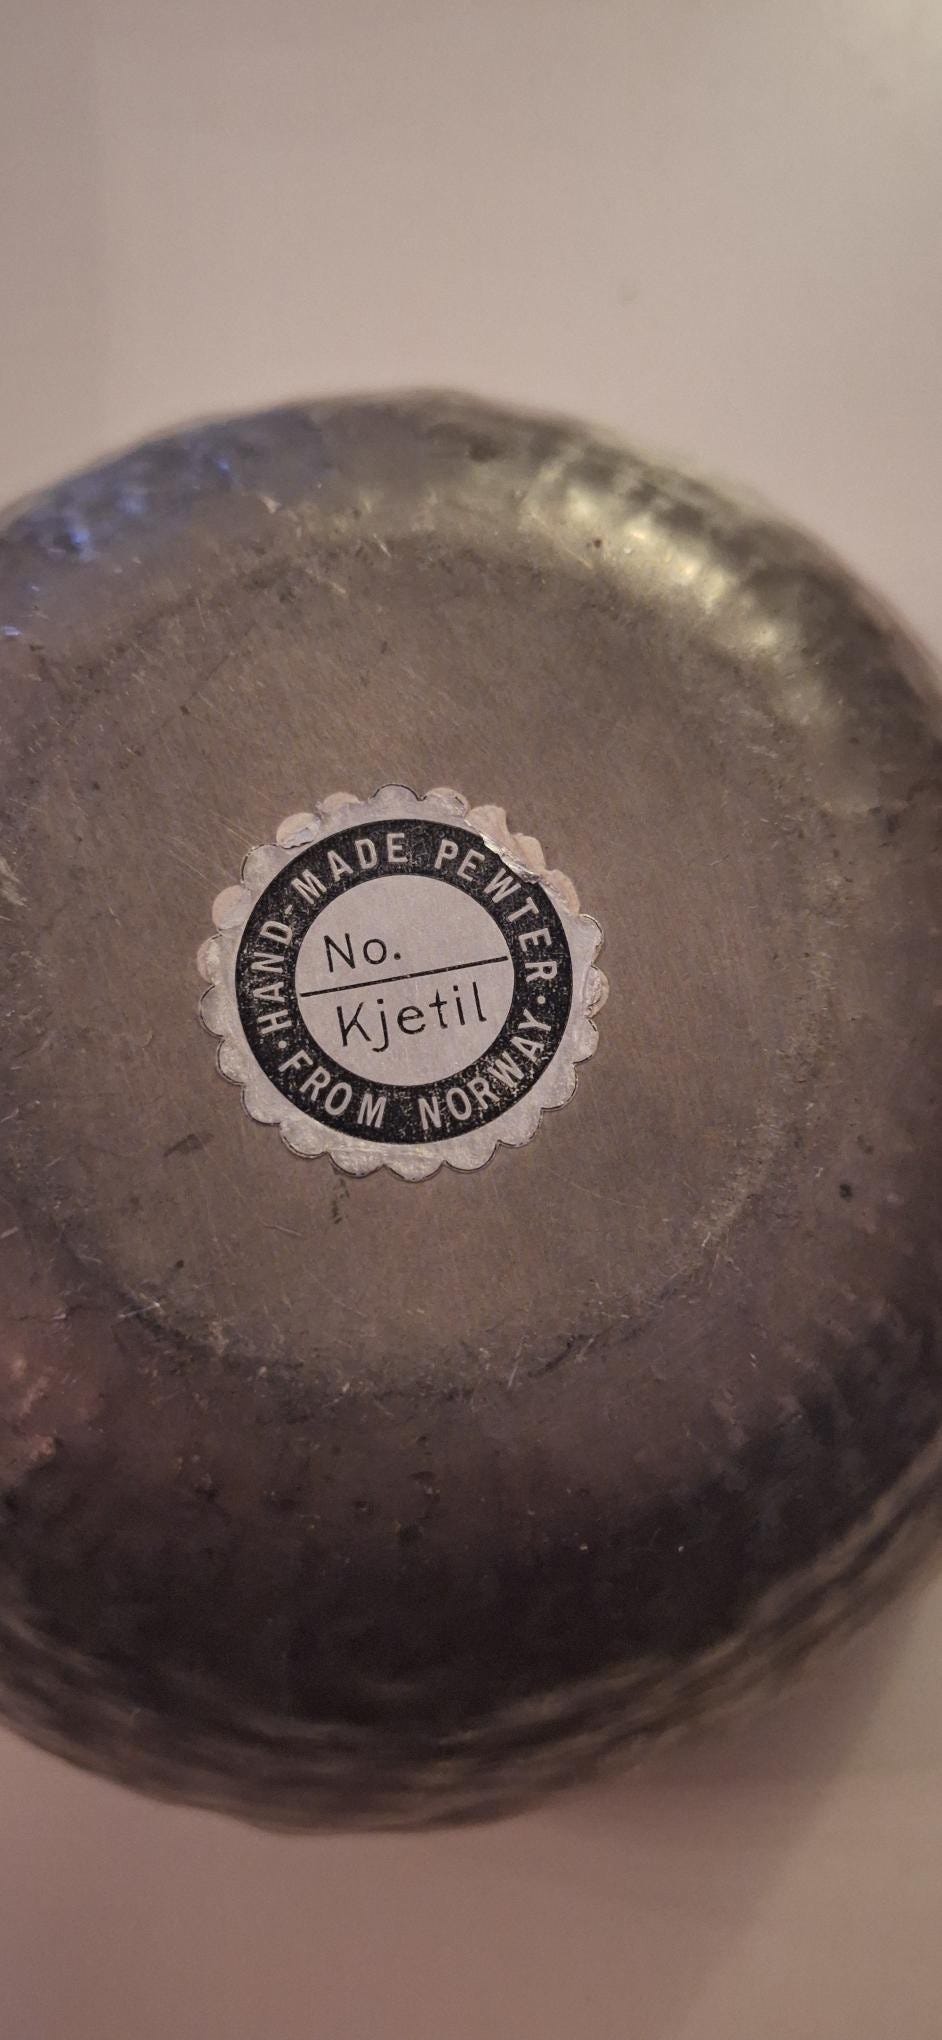 HAND-MADE PEWTER
No.
Kjetil
FROM NORWAY